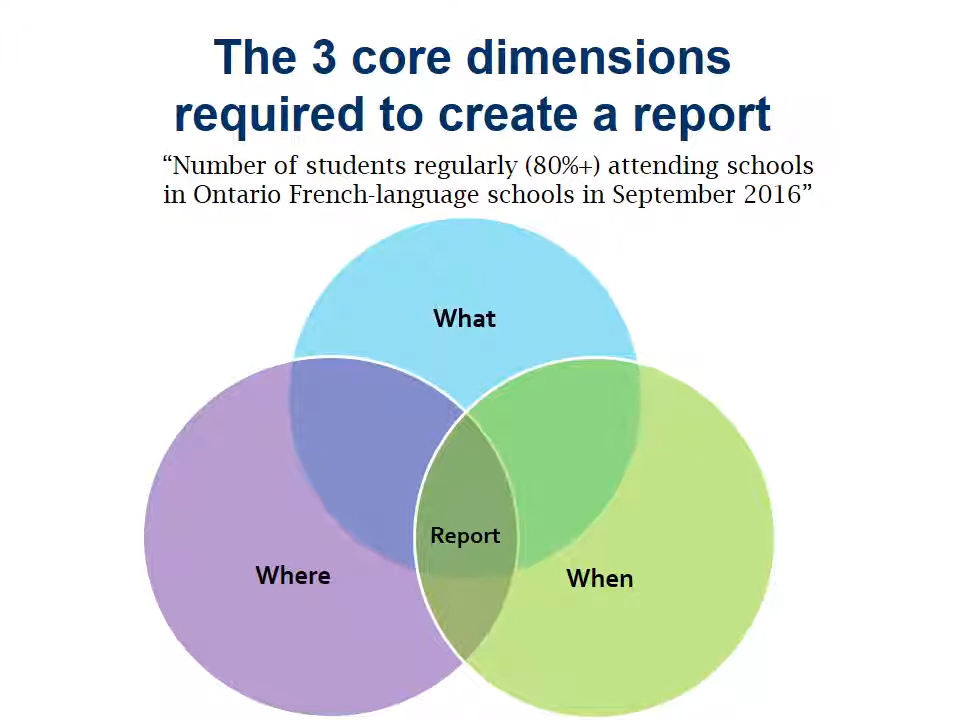 The 3 core dimensions
required to create a report
“Number of students regularly (80%+) attending schools
in Ontario French-language schools in September 2016”
What
Report
Where
When